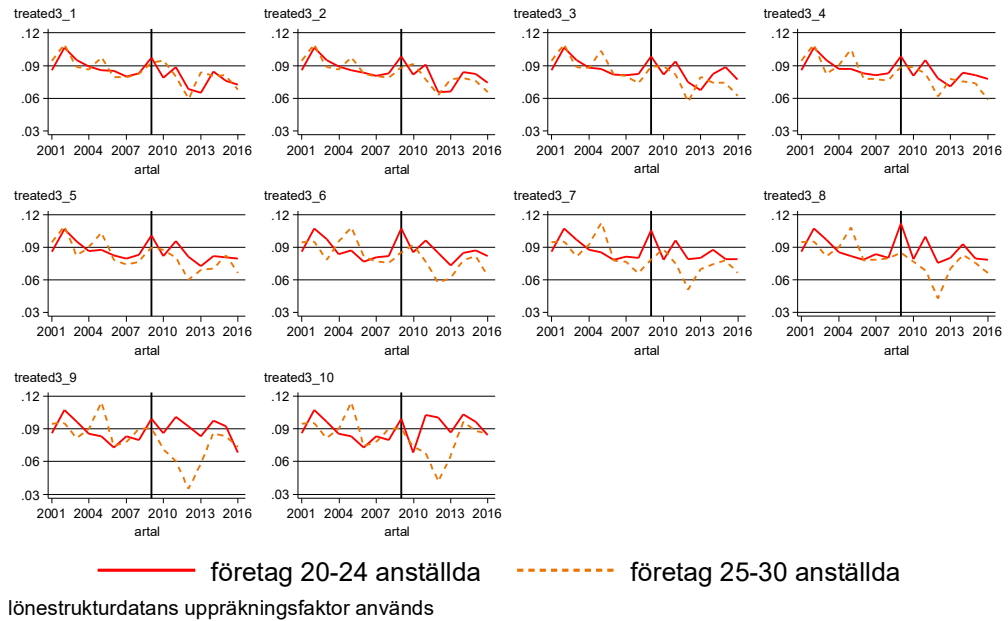 treated3_1
.12
.09
.06
.03
2001 2004 2007 2010 2013 2016
artal
treated3_2
.12
.09
.06
.03
2001 2004 2007 2010 2013 2016
artal
treated3_3
.12
.09
.06
.03
2001 2004 2007 2010 2013 2016
artal
treated3_4
.12
.09
.06
.03
2001 2004 2007 2010 2013 2016
artal
treated3_5
.12
.09
.06
.03
2001 2004 2007 2010 2013 2016
artal
treated3_6
.12
.09
.06
.03
2001 2004 2007 2010 2013 2016
artal
treated3_7
.12
.09
.06
.03
2001 2004 2007 2010 2013 2016
artal
treated3_8
.12
.09
.06
.03
2001 2004 2007 2010 2013 2016
artal
treated3_9
.12
.09
.06
.03
2001 2004 2007 2010 2013 2016
artal
treated3_10
.12
.09
.06
.03
2001 2004 2007 2010 2013 2016
artal
företag 20-24 anställda
företag 25-30 anställda
lönestrukturdatans uppräkningsfaktor används